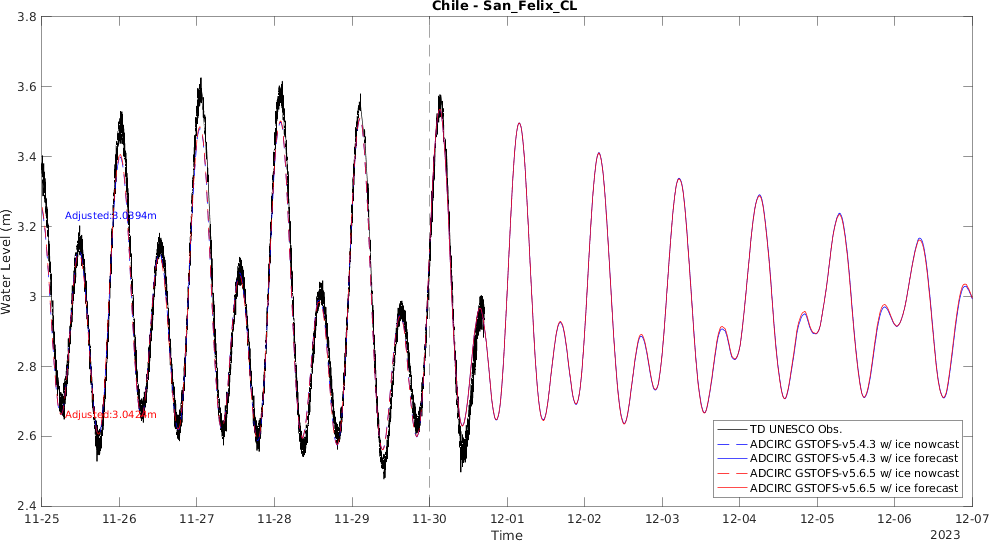 Chile - San_Felix_CL
3.8
3.6
3.4
3.2
3
2.8
2.6
2.4
Water Level (m)
Adjusted:3.0394m
Adjusted:3.0424m
TD UNESCO Obs.
ADCIRC GSTOFS-v5.4.3 w/ ice nowcast
ADCIRC GSTOFS-v5.4.3 w/ ice forecast
ADCIRC GSTOFS-v5.6.5 w/ ice nowcast
ADCIRC GSTOFS-v5.6.5 w/ ice forecast
11-25 11-26 11-27 11-28 11-29 11-30 12-01 12-02 12-03 12-04 12-05 12-06 12-07
Time
2023